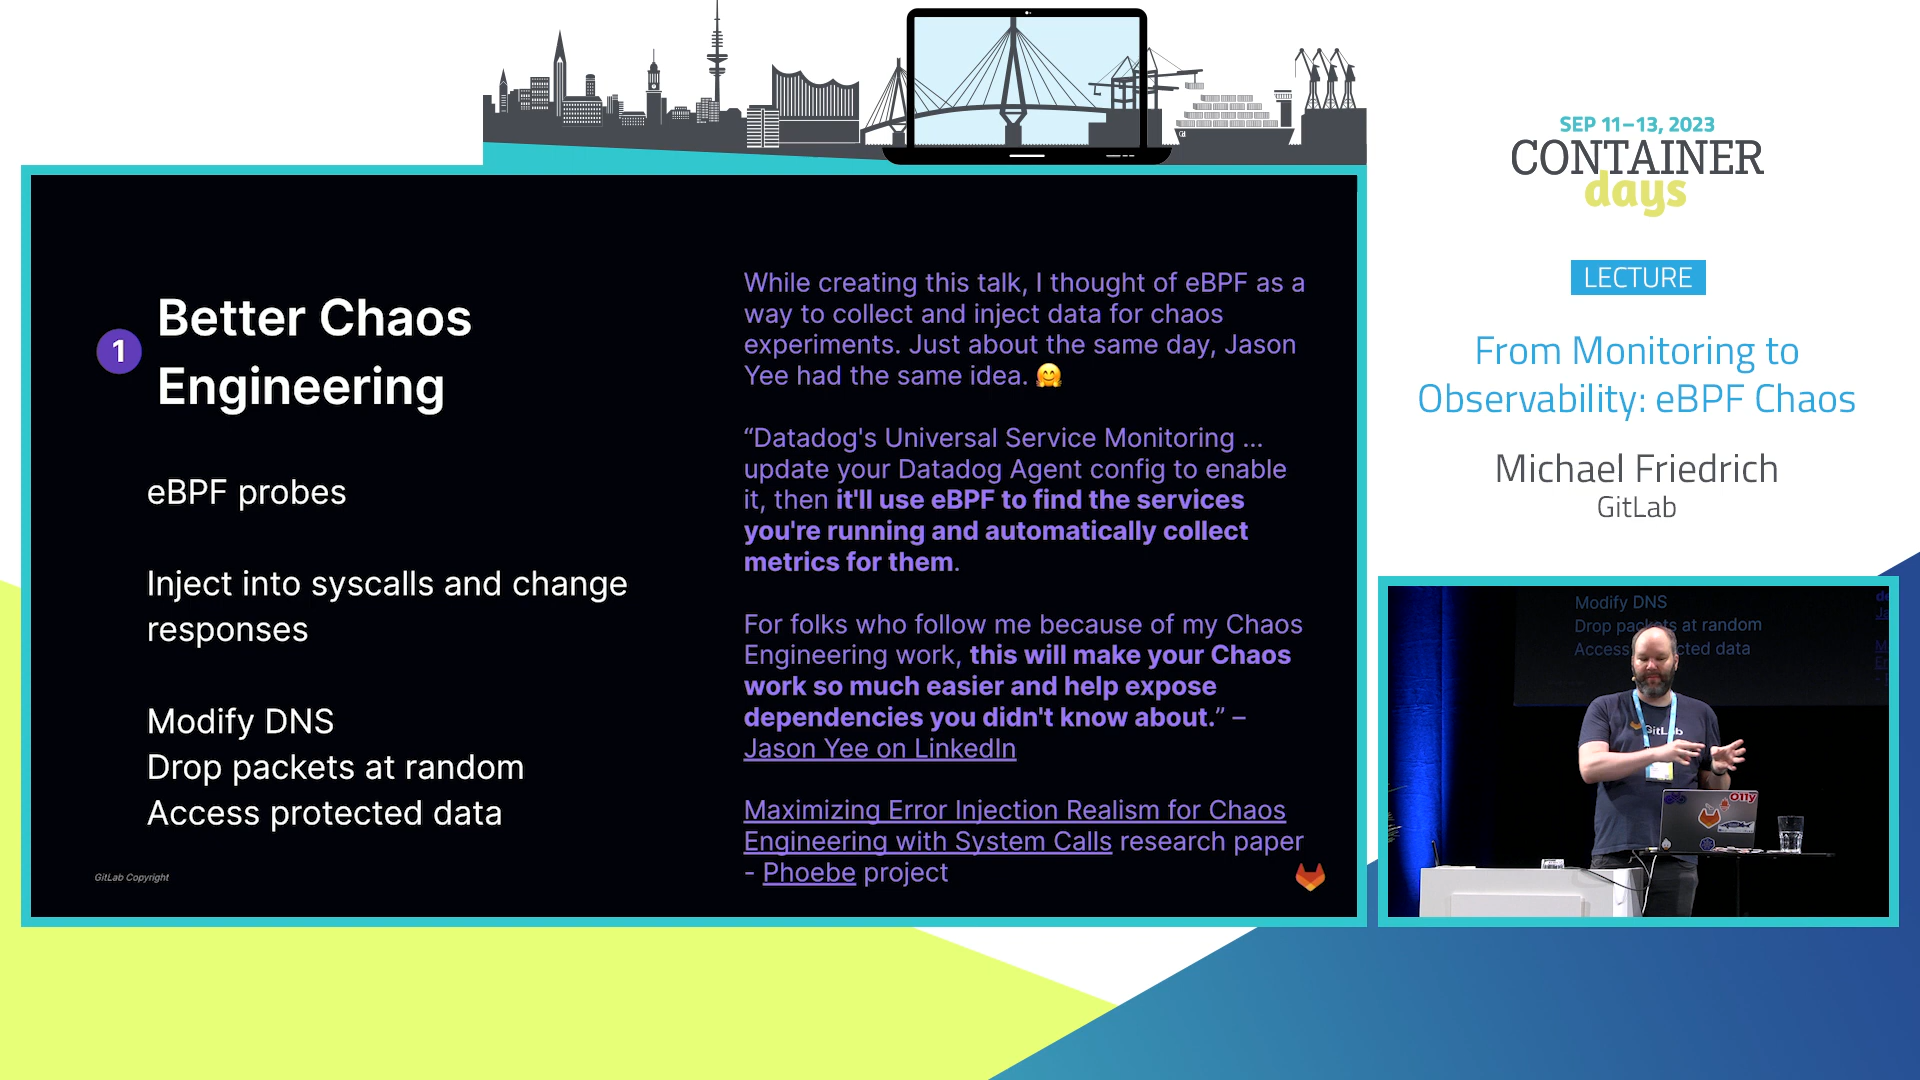 SEP 11–13, 2023
CONTAINER
days
LECTURE
From Monitoring to
Observability: eBPF Chaos
Michael Friedrich
GitLab
1
Better Chaos
Engineering
eBPF probes
Inject into syscalls and change
responses
Modify DNS
Drop packets at random
Access protected data
GitLab Copyright
While creating this talk, I thought of eBPF as a
way to collect and inject data for chaos
experiments. Just about the same day, Jason
Yee had the same idea. 🤗
“Datadog's Universal Service Monitoring ...
update your Datadog Agent config to enable
it, then it'll use eBPF to find the services
you're running and automatically collect
metrics for them.
For folks who follow me because of my Chaos
Engineering work, this will make your Chaos
work so much easier and help expose
dependencies you didn't know about.” –
Jason Yee on LinkedIn
Maximizing Error Injection Realism for Chaos
Engineering with System Calls research paper
- Phoebe project
Modify DNS
Drop packets at random
Access cted data
GitLab
o11y